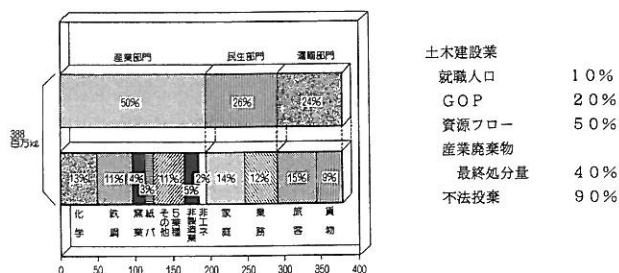 産業部門 民生部門 運輸部門
50% 26% 24%
388
百万kℓ
13% 11% 4% 3% 11% 5% 2% 14% 12% 15% 9%
化学
鉄鋼
窯業
紙パ
その他
5業種
非製造業
非エネ
家庭
業務
旅客
貨物
0 50 100 150 200 250 300 350 400
土木建設業
就職人口 10%
GOP 20%
資源フロー 50%
産業廃棄物
最終処分量 40%
不法投棄 90%